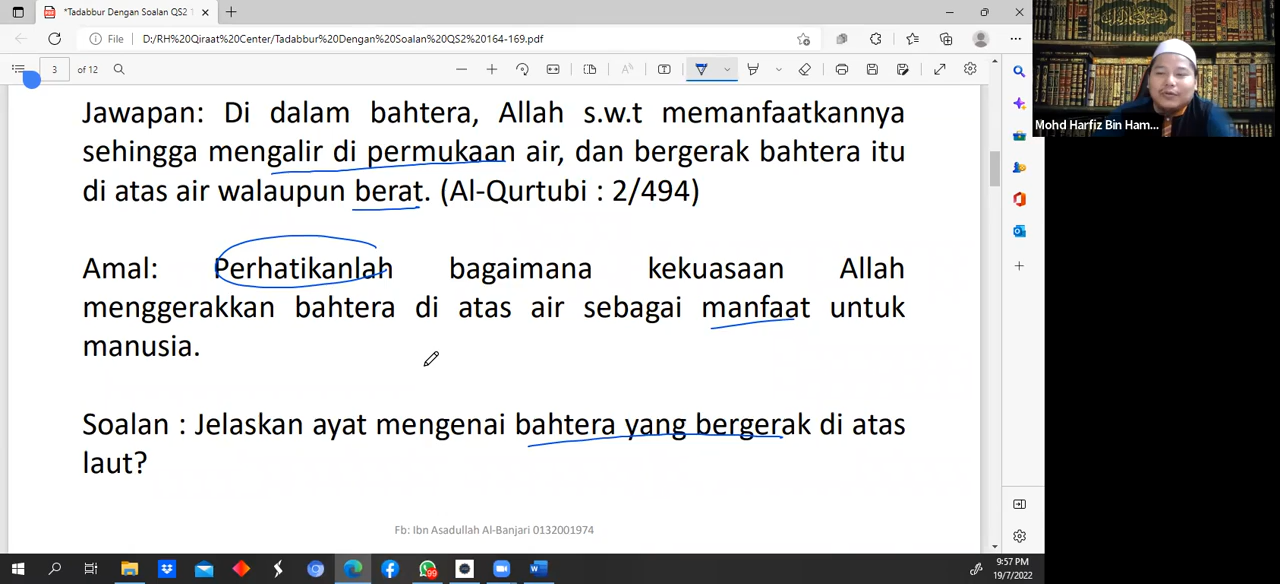 *Tadabbur Dengan Soalan QS2 1
File
D:/RH%20Qiraat%20Center/Tadabbur%20Dengan%20Soalan%20QS2%20164-169.pdf
3 of 12
Jawapan: Di dalam bahtera, Allah s.w.t memanfaatkannya
sehingga mengalir di permukaan air, dan bergerak bahtera itu
di atas air walaupun berat. (Al-Qurtubi : 2/494)
Amal: Perhatikanlah bagaimana kekuasaan Allah
menggerakkan bahtera di atas air sebagai manfaat untuk
manusia.
Soalan : Jelaskan ayat mengenai bahtera yang bergerak di atas
laut?
Fb: Ibn Asadullah Al-Banjari 0132001974
Mohd Harfiz Bin Ham...
99
9:57 PM
19/7/2022